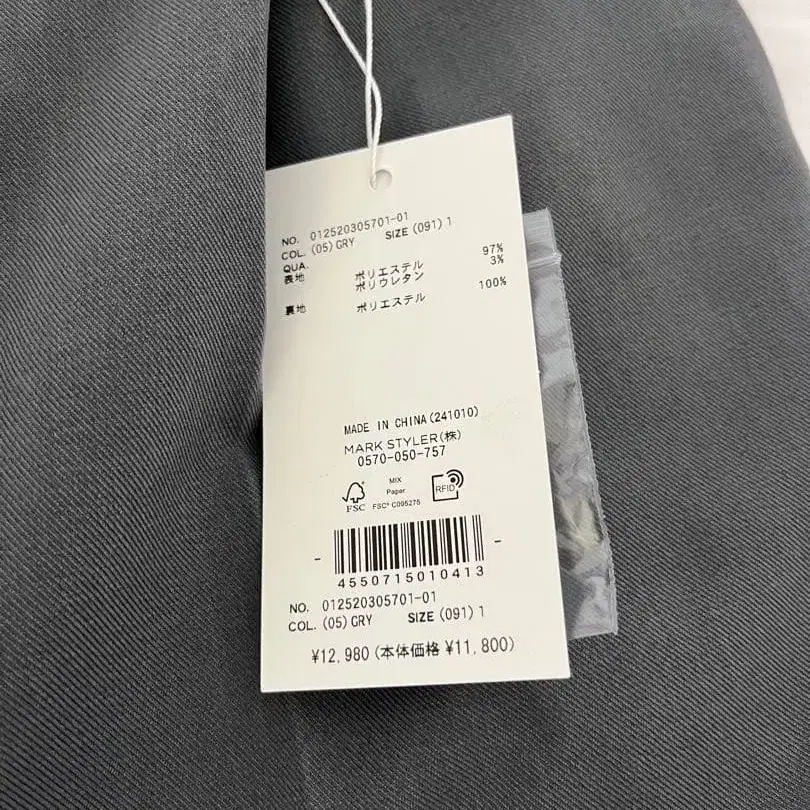 NO. 012520305701-01
COL. (05) GRY SIZE (091) 1
QUA.
表地 ポリエステル 97%
ポリウレタン 3%
裏地 ポリエステル 100%
MADE IN CHINA (241010)
MARK STYLER(株)
0570-050-757
FSC
MIX
Paper
FSC® C095275
RFID
4550715010413
NO. 012520305701-01
COL. (05) GRY SIZE (091) 1
¥12,980 (本体価格 ¥11,800)